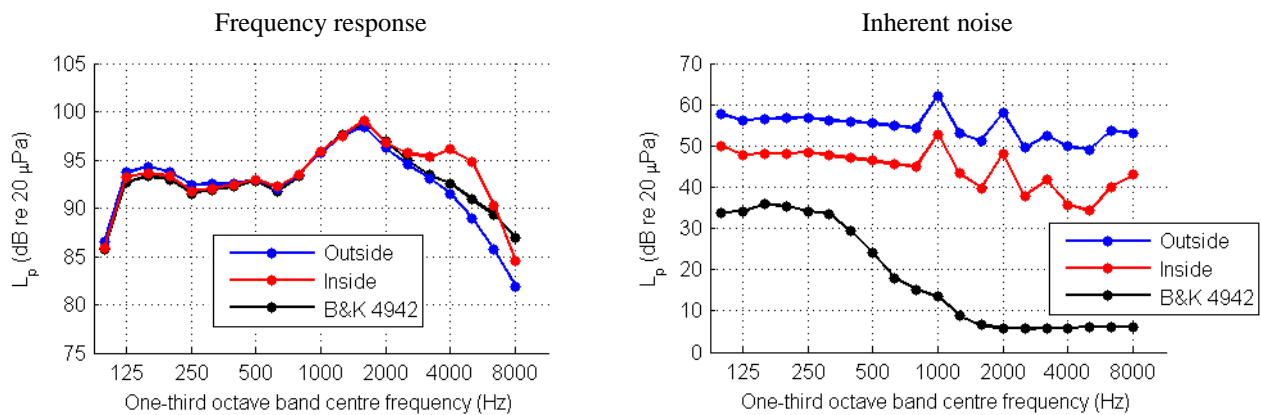 Frequency response
105
100
95
90
85
80
75
L_p (dB re 20 µPa)
Outside
Inside
B&K 4942
125 250 500 1000 2000 4000 8000
One-third octave band centre frequency (Hz)
Inherent noise
70
60
50
40
30
20
10
0
L_p (dB re 20 µPa)
Outside
Inside
B&K 4942
125 250 500 1000 2000 4000 8000
One-third octave band centre frequency (Hz)